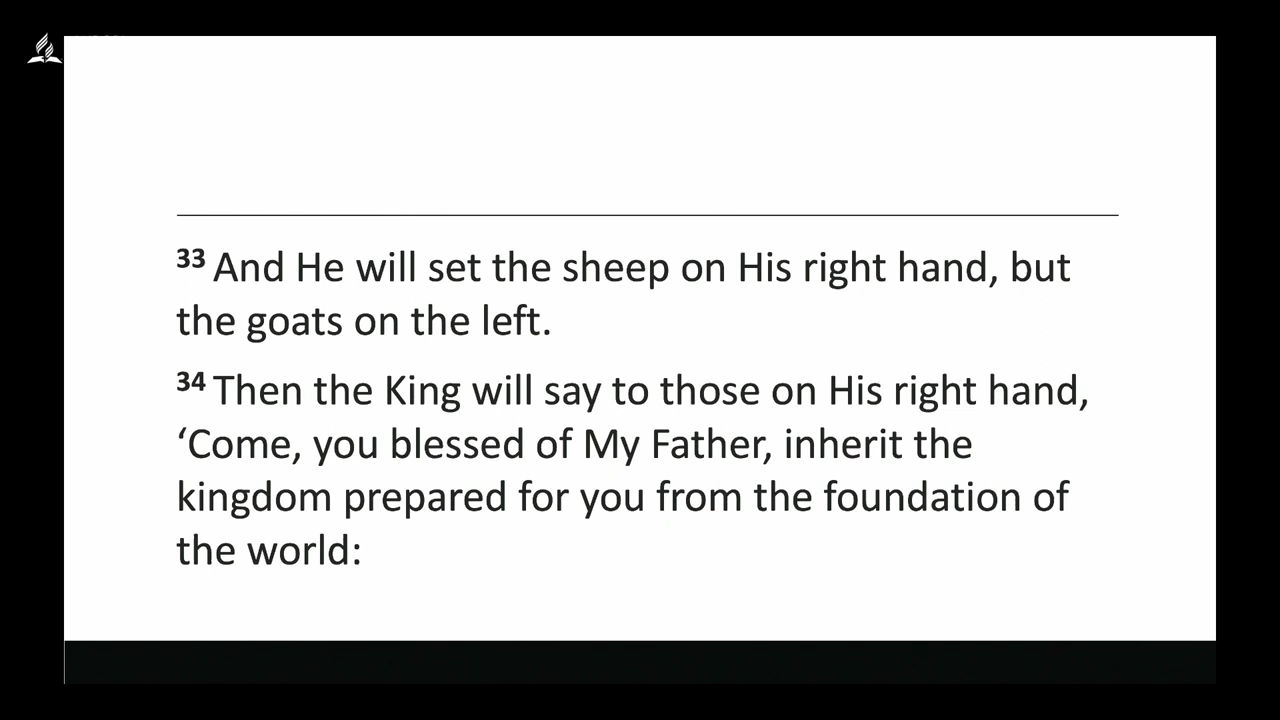 33 And He will set the sheep on His right hand, but
the goats on the left.
34 Then the King will say to those on His right hand,
‘Come, you blessed of My Father, inherit the
kingdom prepared for you from the foundation of
the world: